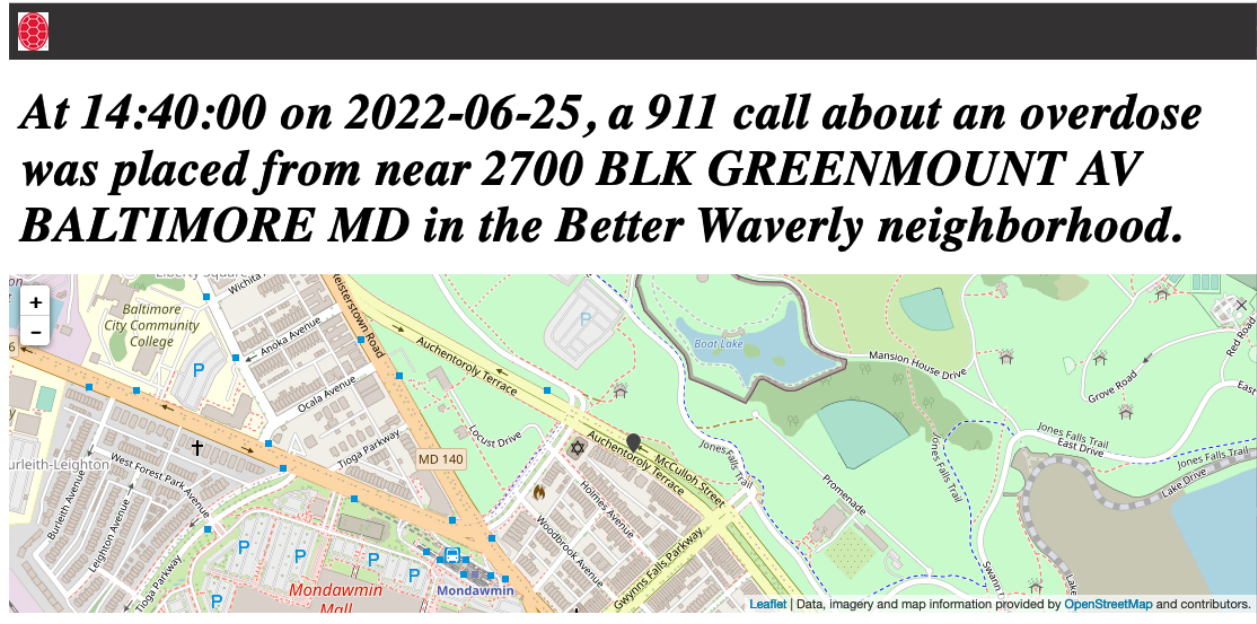 At 14:40:00 on 2022-06-25, a 911 call about an overdose
was placed from near 2700 BLK GREENMOUNT AV
BALTIMORE MD in the Better Waverly neighborhood.
+
−
Wichita
Reisterstown Road
Baltimore
City Community
College
P
Anoka Avenue
Ocala Avenue
Auchentoroly Terrace
P
Boat Lake
Mansion House Drive
Red Road
Grove Road
East
Jones Falls Trail
East Drive
Jones Falls Trail
Lake Drive
Locust Drive
Tioga Parkway
MD 140
Auchentoroly Terrace
McCulloh Street
Jones Falls Trail
Jones Falls Trail
Promenade
West Forest Park Avenue
Burleith Avenue
Leighton Avenue
Holmes Avenue
Woodbrook Avenue
Gwynns Falls Parkway
Tioga Parkway
P
P
P
P
P
Mondawmin
Mall
Mondawmin
Swann
Lake
Leaflet | Data, imagery and map information provided by OpenStreetMap and contributors.